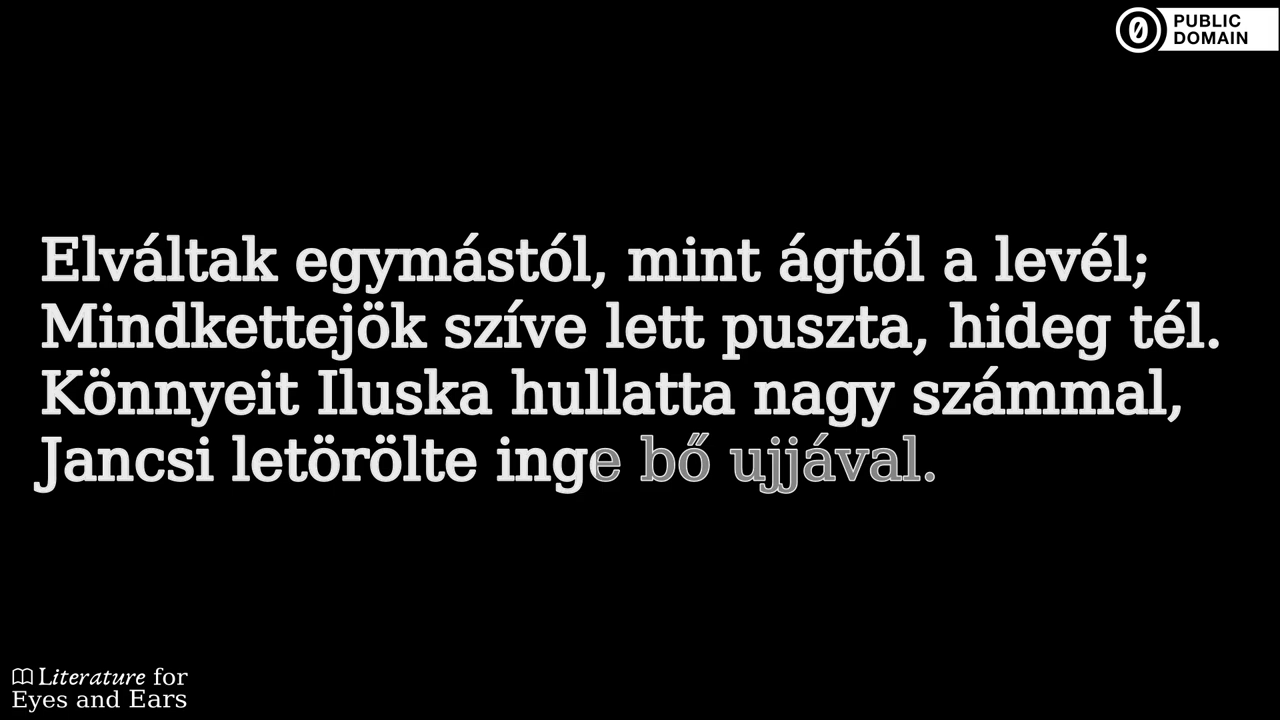 PUBLIC
DOMAIN
Elváltak egymástól, mint ágtól a levél;
Mindkettejök szíve lett puszta, hideg tél.
Könnyeit Iluska hullatta nagy számmal,
Jancsi letörölte inge bő ujjával.
Literature for
Eyes and Ears